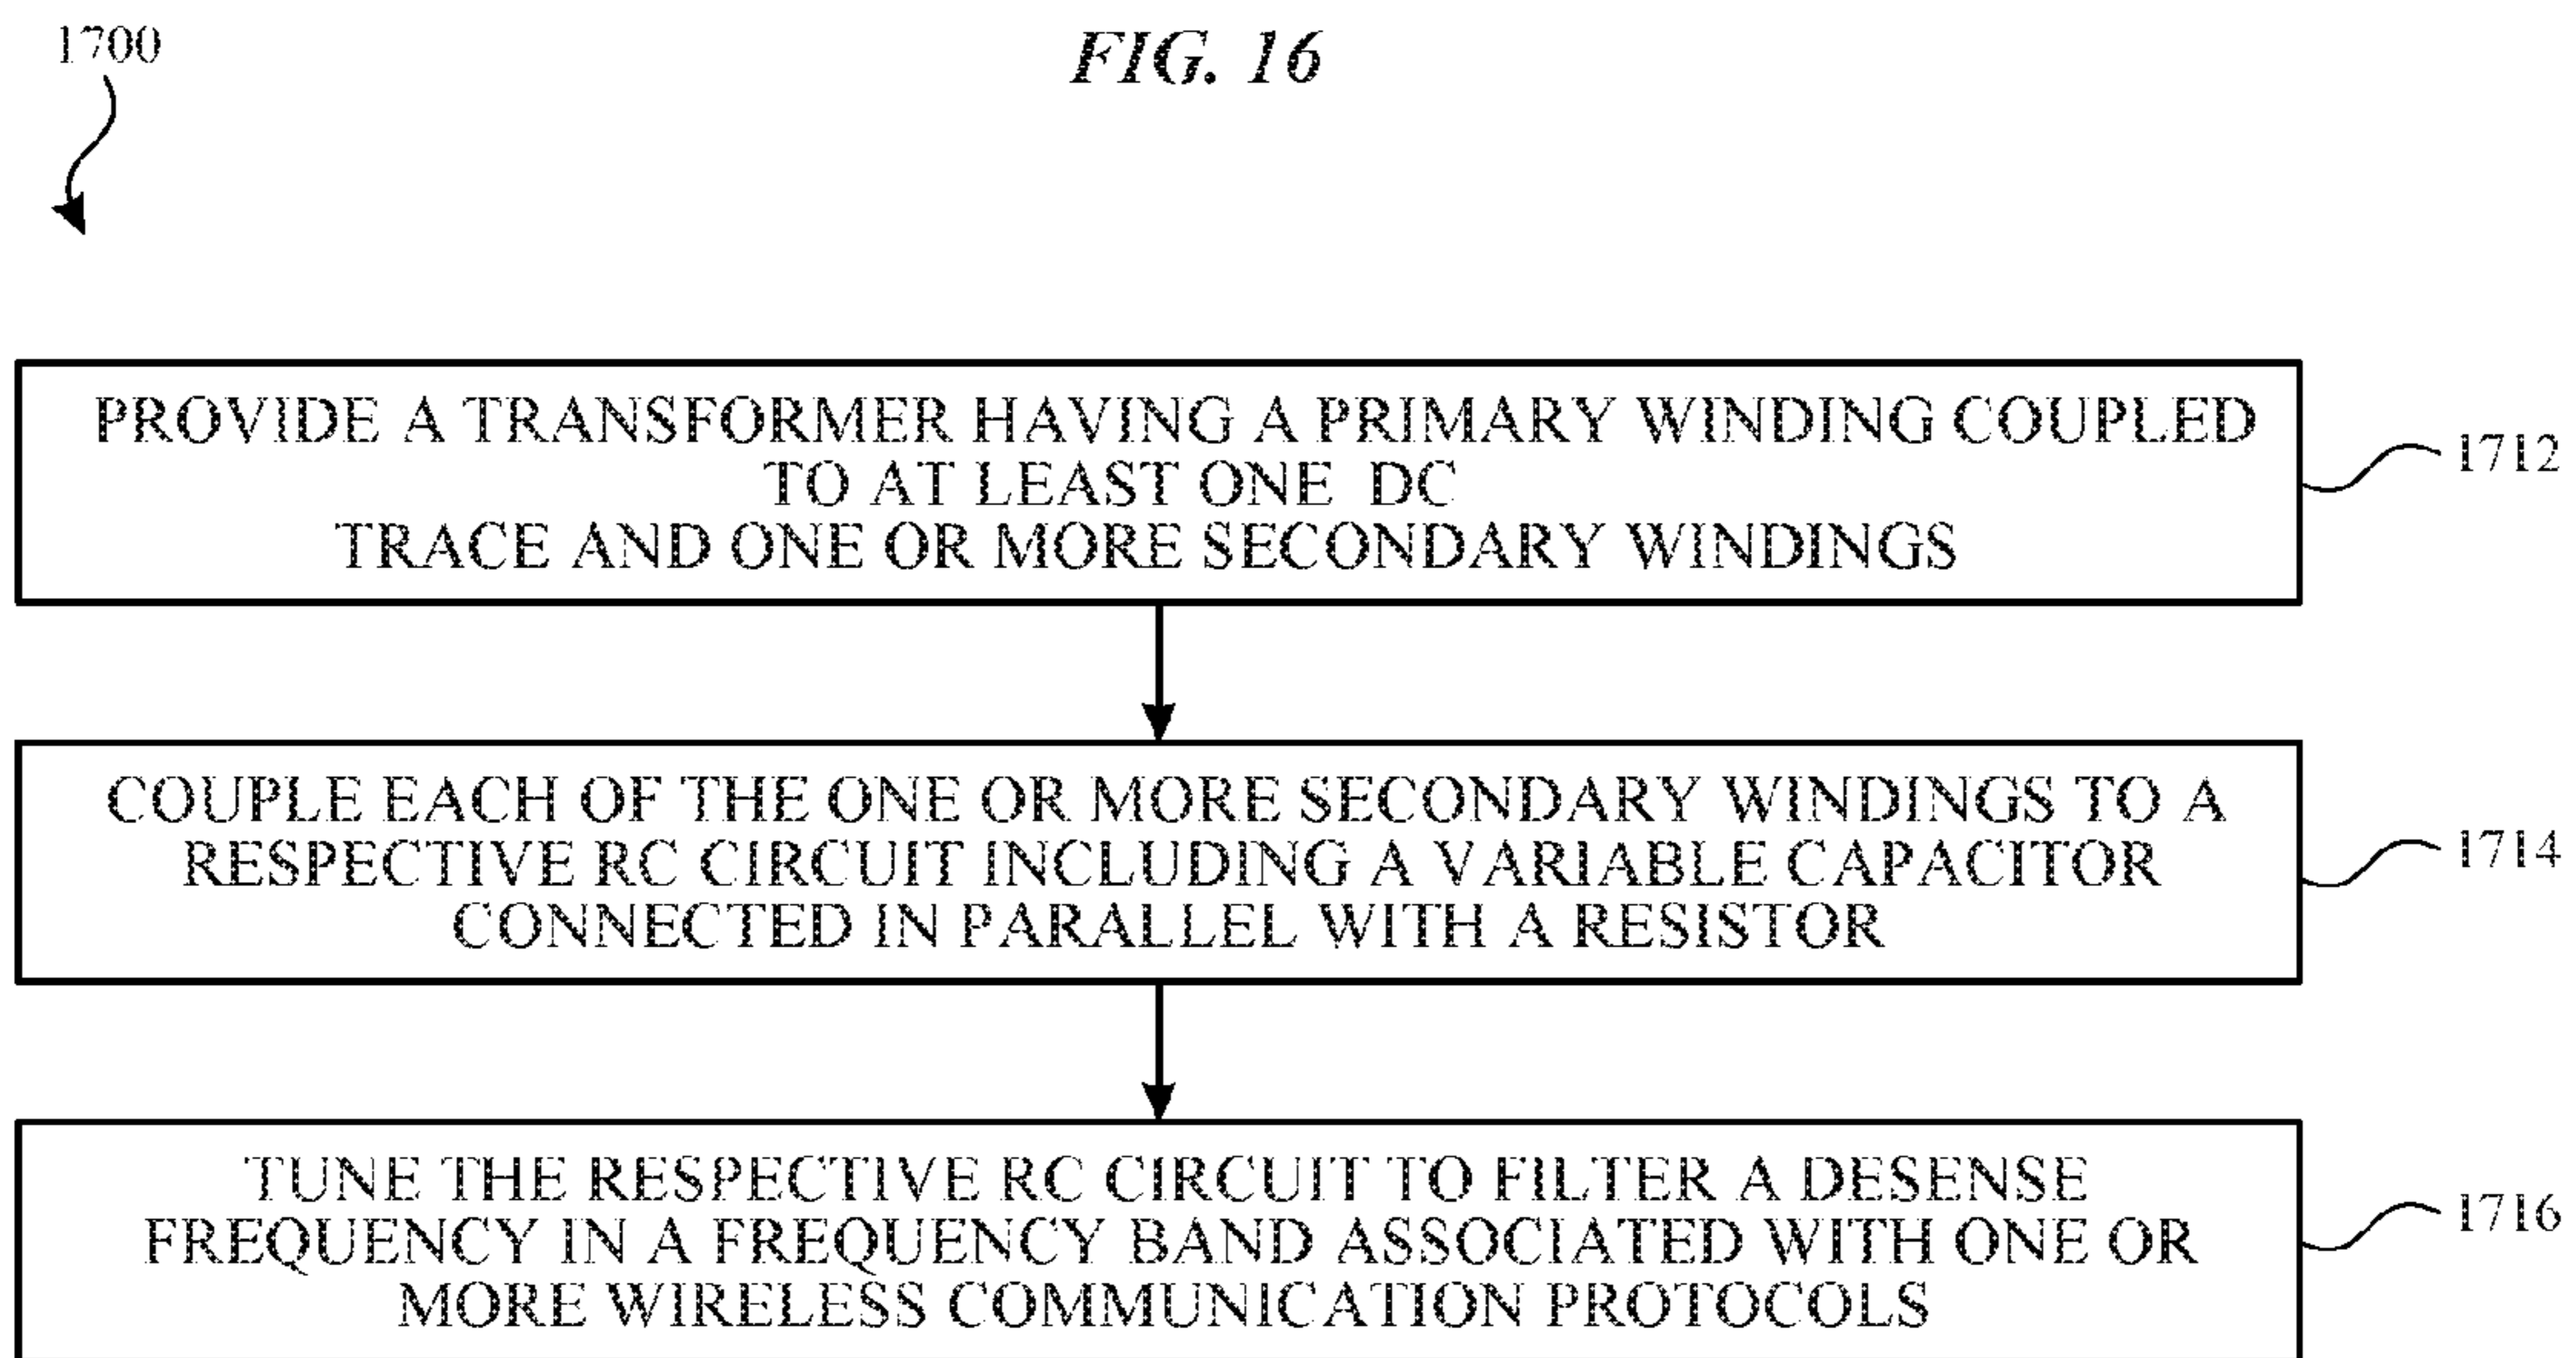 1700
FIG. 16
PROVIDE A TRANSFORMER HAVING A PRIMARY WINDING COUPLED
TO AT LEAST ONE DC
TRACE AND ONE OR MORE SECONDARY WINDINGS
1712
COUPLE EACH OF THE ONE OR MORE SECONDARY WINDINGS TO A
RESPECTIVE RC CIRCUIT INCLUDING A VARIABLE CAPACITOR
CONNECTED IN PARALLEL WITH A RESISTOR
1714
TUNE THE RESPECTIVE RC CIRCUIT TO FILTER A DESENSE
FREQUENCY IN A FREQUENCY BAND ASSOCIATED WITH ONE OR
MORE WIRELESS COMMUNICATION PROTOCOLS
1716